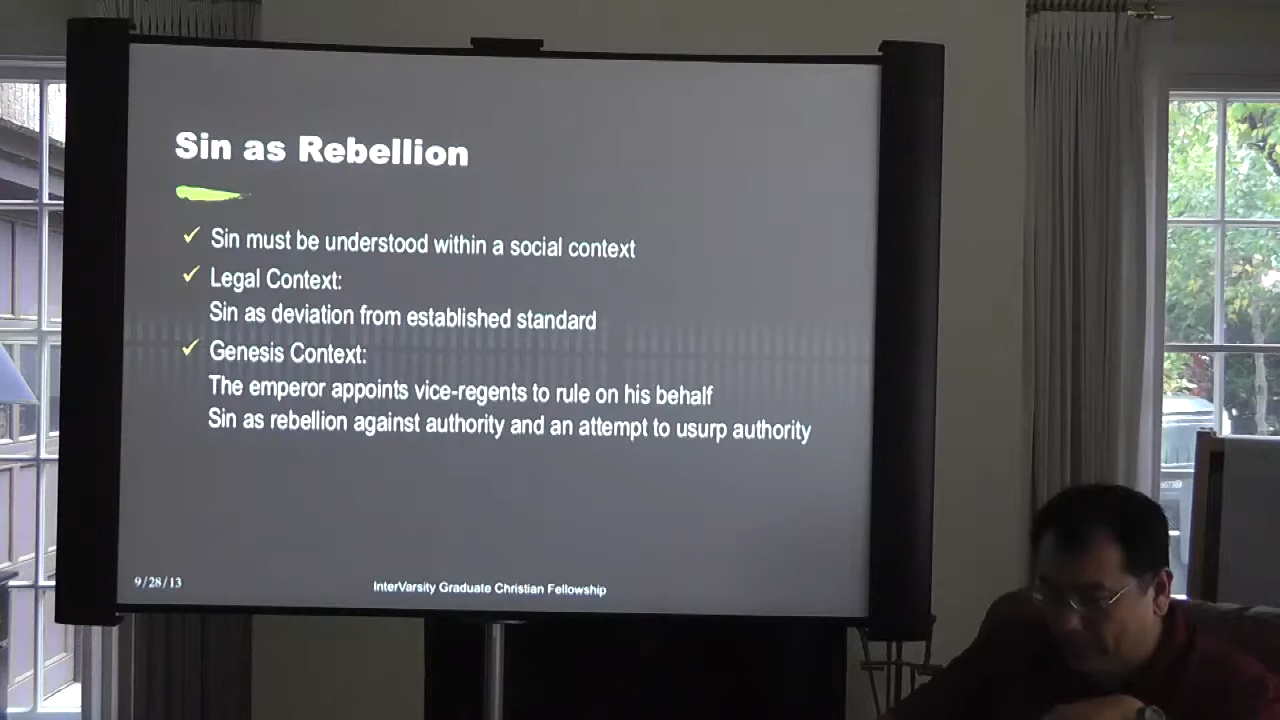 Sin as Rebellion
Sin must be understood within a social context
Legal Context:
Sin as deviation from established standard
Genesis Context:
The emperor appoints vice-regents to rule on his behalf
Sin as rebellion against authority and an attempt to usurp authority
9/28/13
InterVarsity Graduate Christian Fellowship